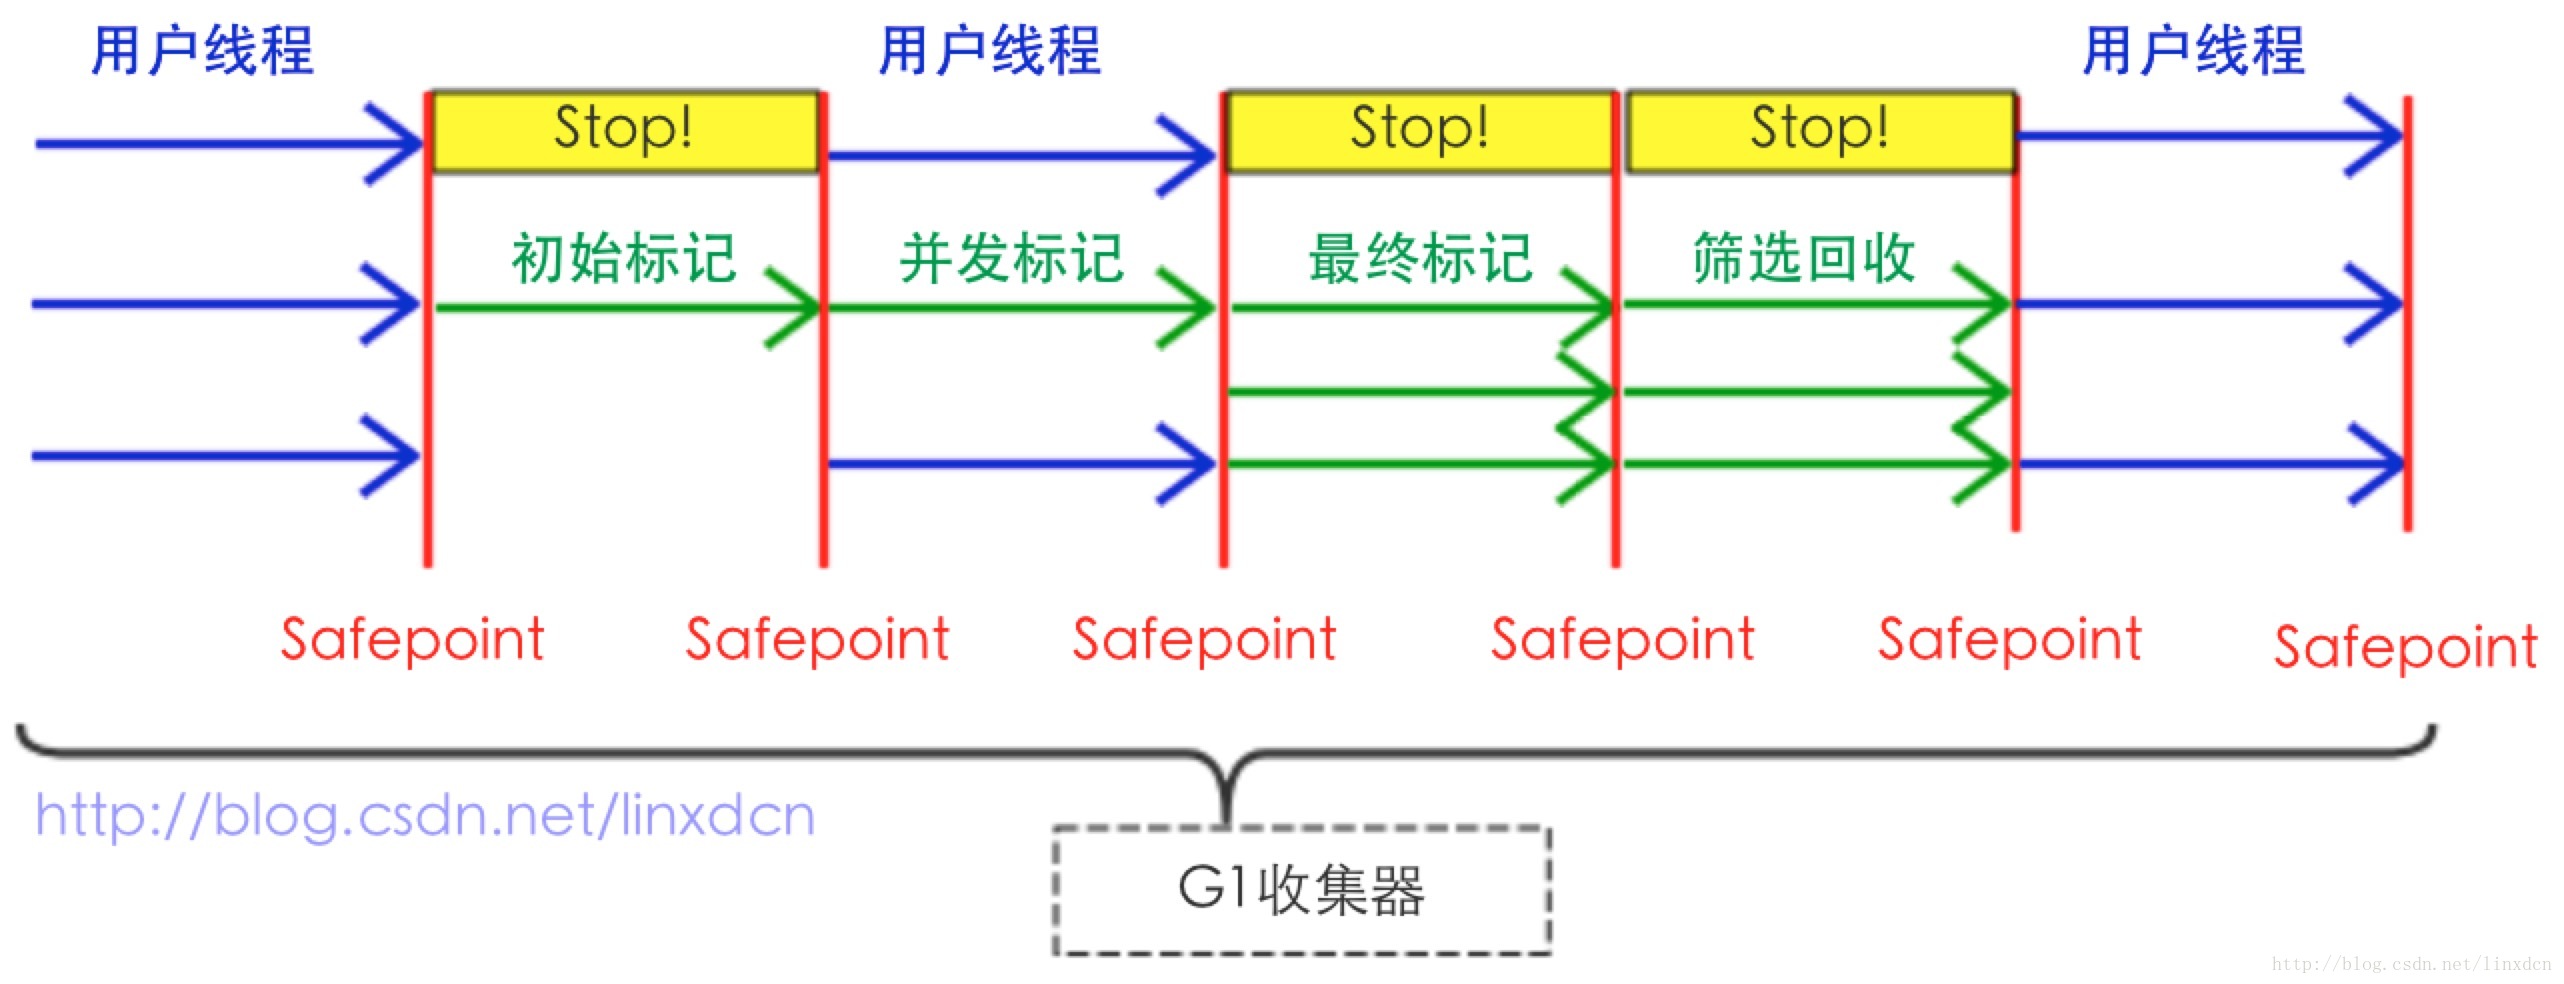 用户线程 用户线程 用户线程
Stop! Stop! Stop!
初始标记 并发标记 最终标记 筛选回收
Safepoint Safepoint Safepoint Safepoint Safepoint Safepoint
http://blog.csdn.net/linxdcn
G1收集器
http://blog.csdn.net/linxdcn